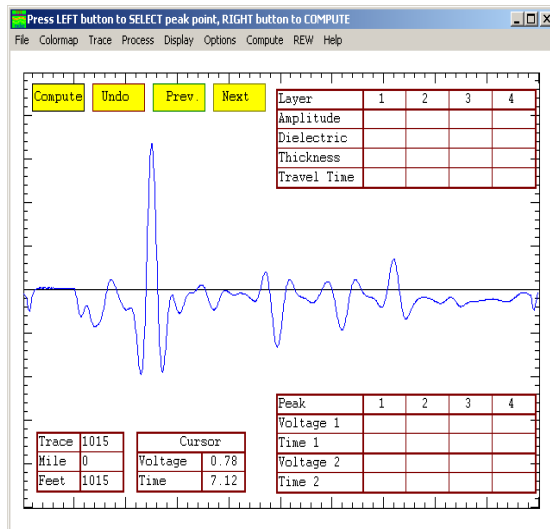 Press LEFT button to SELECT peak point, RIGHT button to COMPUTE
File Colormap Trace Process Display Options Compute REW Help
Compute Undo Prev. Next
Layer 1 2 3 4
Amplitude
Dielectric
Thickness
Travel Time
Peak 1 2 3 4
Voltage 1
Time 1
Voltage 2
Time 2
Trace 1015
Mile 0
Feet 1015
Cursor
Voltage 0.78
Time 7.12